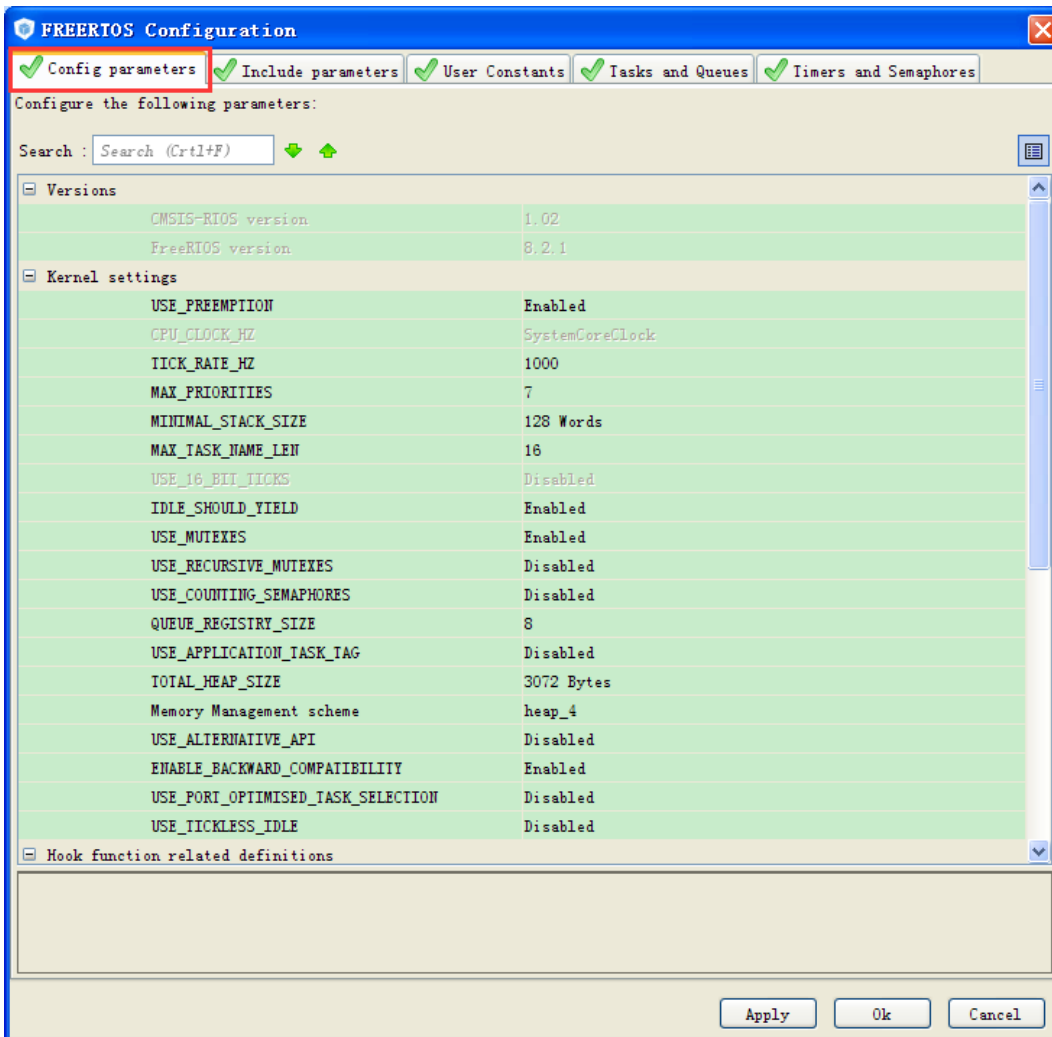 FREERTOS Configuration
Config parameters Include parameters User Constants Tasks and Queues Timers and Semaphores
Configure the following parameters:
Search : Search (Crtl+F)
Versions
CMSIS-RTOS version 1.02
FreeRTOS version 8.2.1
Kernel settings
USE_PREEMPTION Enabled
CPU_CLOCK_HZ SystemCoreClock
TICK_RATE_HZ 1000
MAX_PRIORITIES 7
MINIMAL_STACK_SIZE 128 Words
MAX_TASK_NAME_LEN 16
USE_16_BIT_TICKS Disabled
IDLE_SHOULD_YIELD Enabled
USE_MUTEXES Enabled
USE_RECURSIVE_MUTEXES Disabled
USE_COUNTING_SEMAPHORES Disabled
QUEUE_REGISTRY_SIZE 8
USE_APPLICATION_TASK_TAG Disabled
TOTAL_HEAP_SIZE 3072 Bytes
Memory Management scheme heap_4
USE_ALTERNATIVE_API Disabled
ENABLE_BACKWARD_COMPATIBILITY Enabled
USE_PORT_OPTIMISED_TASK_SELECTION Disabled
USE_TICKLESS_IDLE Disabled
Hook function related definitions
Apply Ok Cancel